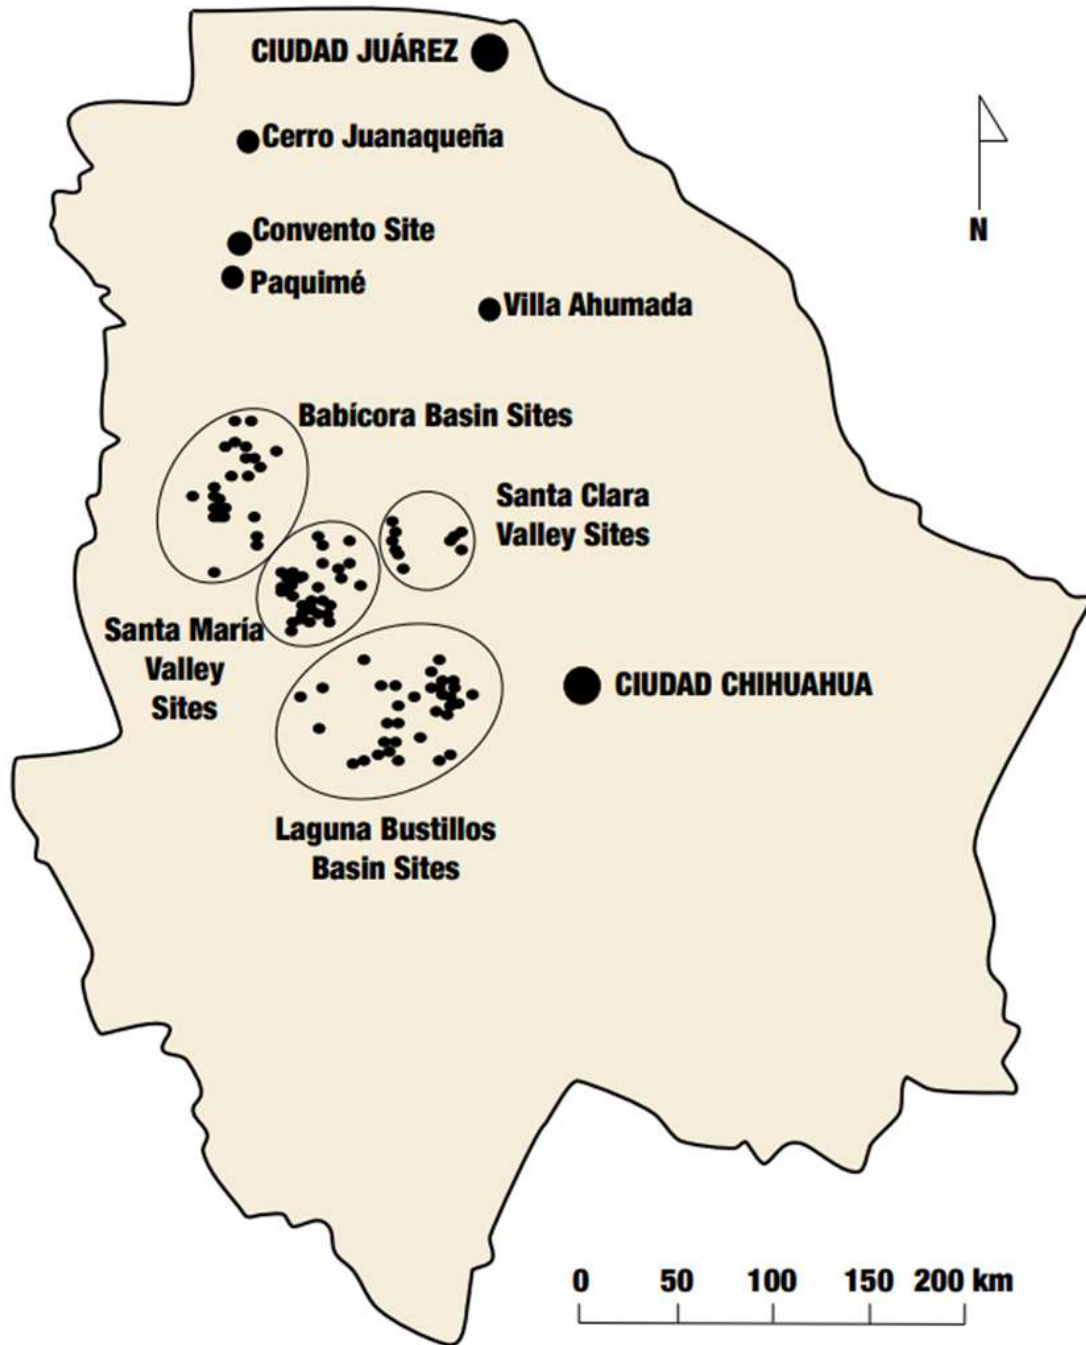 CIUDAD JUÁREZ
Cerro Juanaqueña
N
Convento Site
Paquimé
Villa Ahumada
Babícora Basin Sites
Santa Clara
Valley Sites
Santa María
Valley
Sites
CIUDAD CHIHUAHUA
Laguna Bustillos
Basin Sites
0 50 100 150 200 km